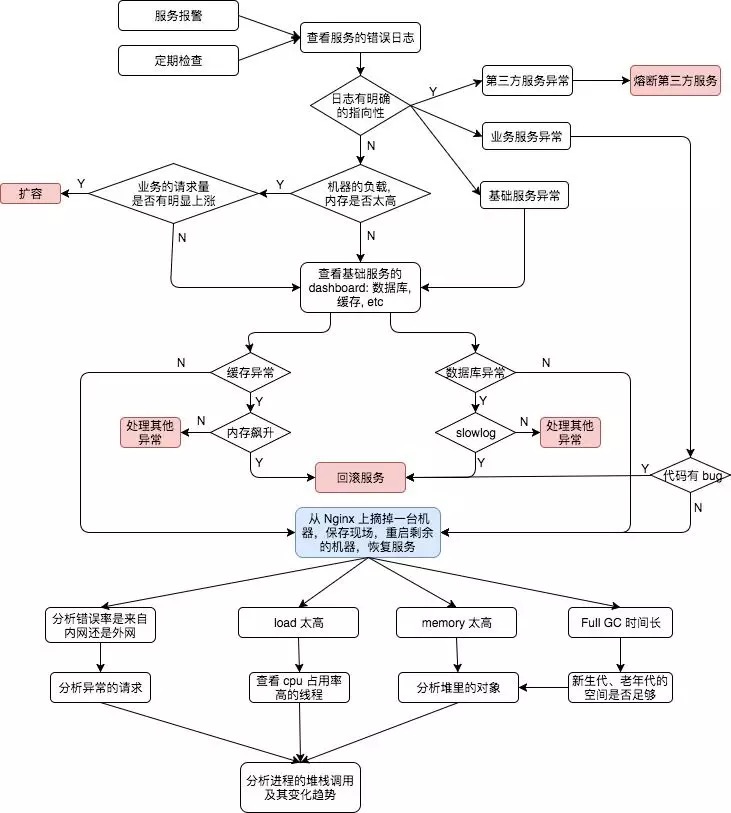 服务报警
定期检查
查看服务的错误日志
日志有明确
的指向性
Y
第三方服务异常
熔断第三方服务
业务服务异常
N
基础服务异常
扩容
Y
业务的请求量
是否有明显上涨
Y
机器的负载,
内存是否太高
N
N
查看基础服务的
dashboard: 数据库,
缓存, etc
N
缓存异常
数据库异常
N
Y
Y
处理其他
异常
N
内存飙升
slowlog
N
处理其他
异常
Y
Y
回滚服务
Y
代码有 bug
N
从 Nginx 上摘掉一台机
器，保存现场，重启剩余
的机器，恢复服务
分析错误率是来自
内网还是外网
load 太高
memory 太高
Full GC 时间长
分析异常的请求
查看 cpu 占用率
高的线程
分析堆里的对象
新生代、老年代的
空间是否足够
分析进程的堆栈调用
及其变化趋势